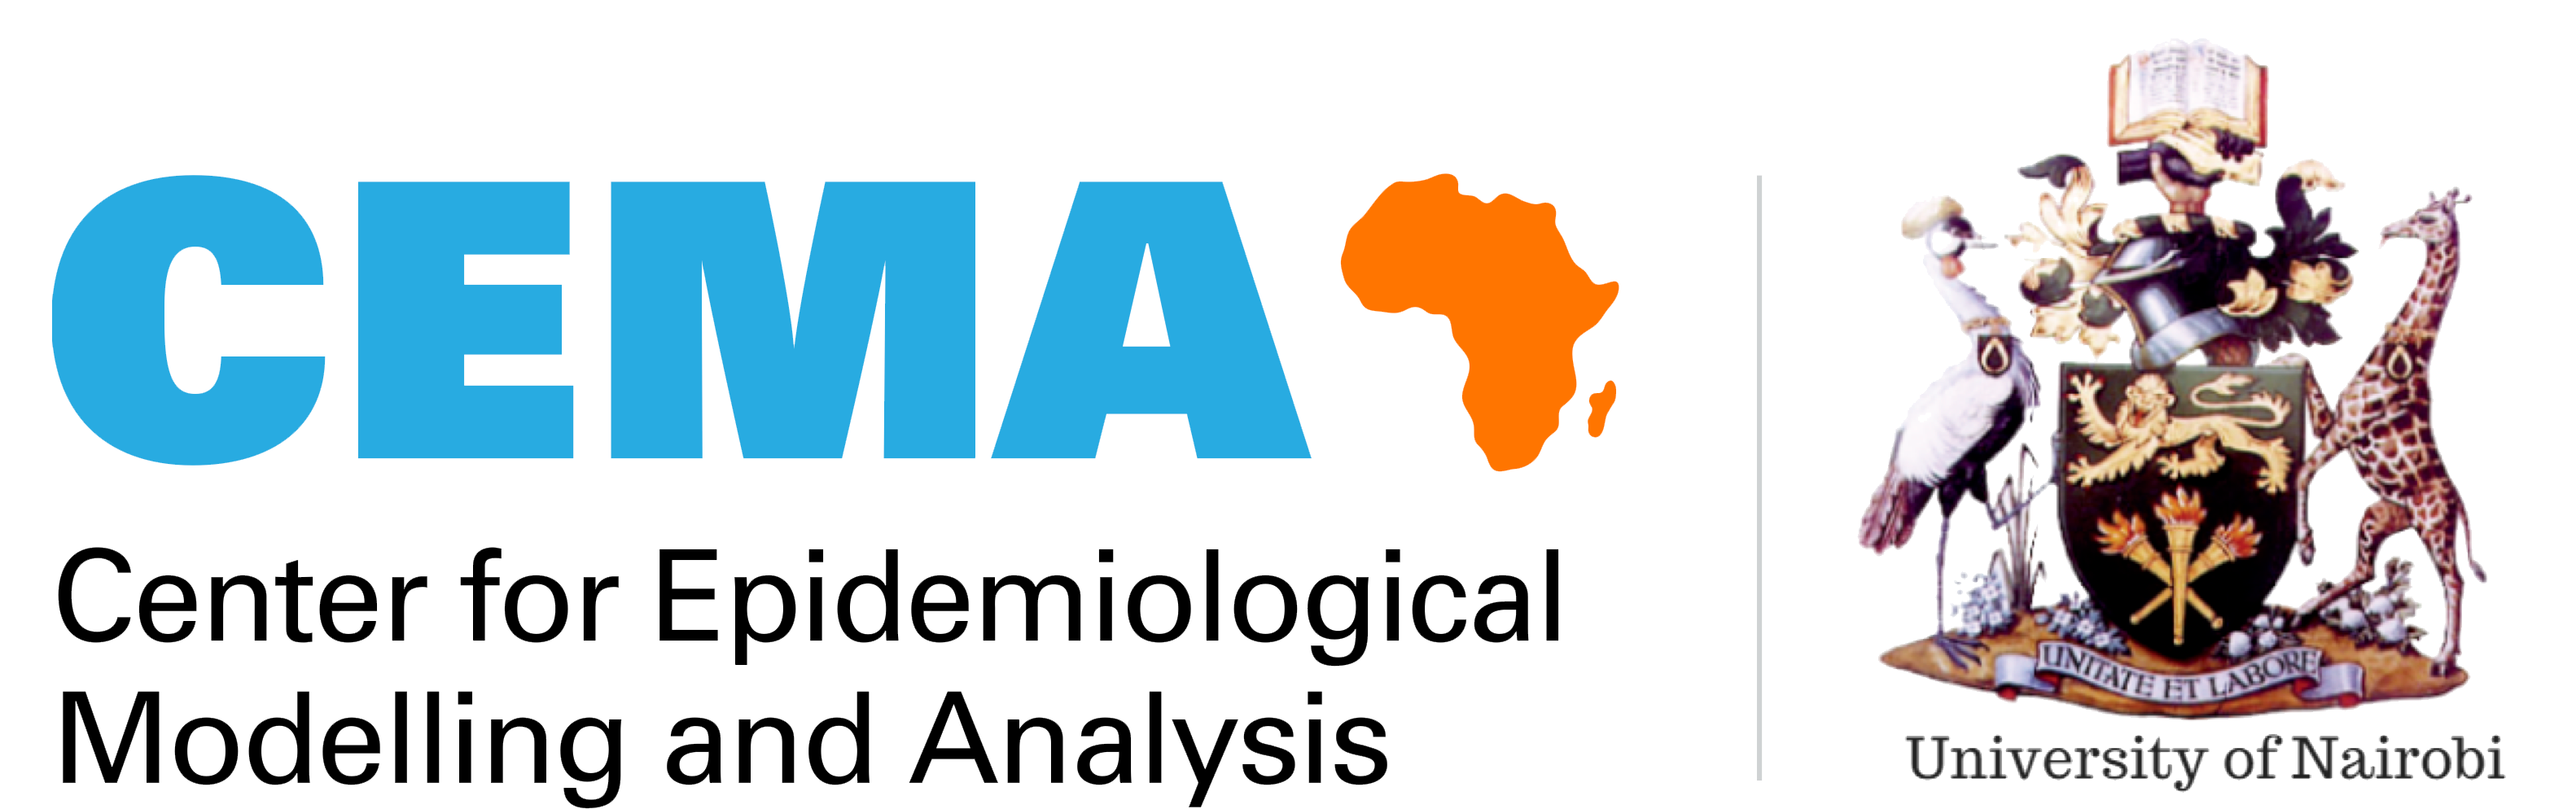 CEMA
Center for Epidemiological
Modelling and Analysis
UNITATE ET LABORE
University of Nairobi